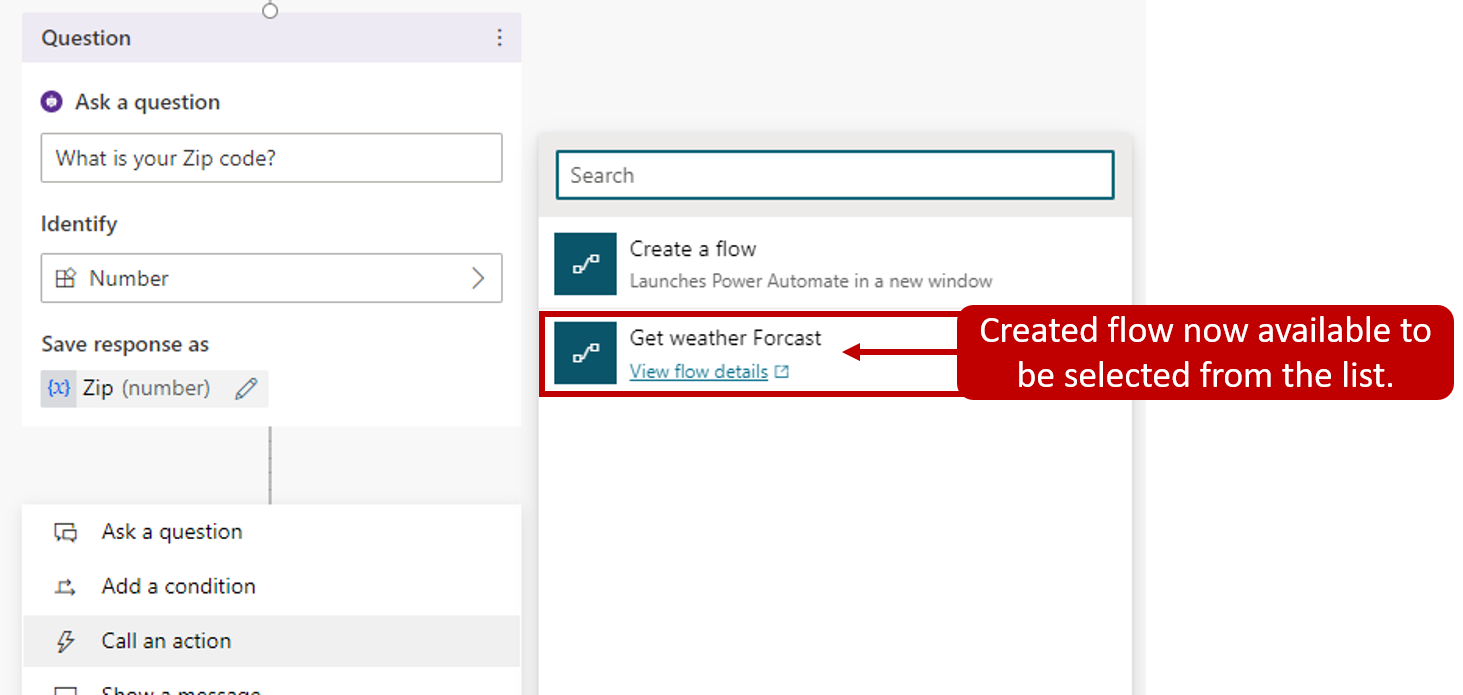 Question
Ask a question
What is your Zip code?
Identify
Number
Save response as
{x} Zip (number)
Ask a question
Add a condition
Call an action
Show a message
Search
Create a flow
Launches Power Automate in a new window
Get weather Forcast
View flow details
Created flow now available to
be selected from the list.